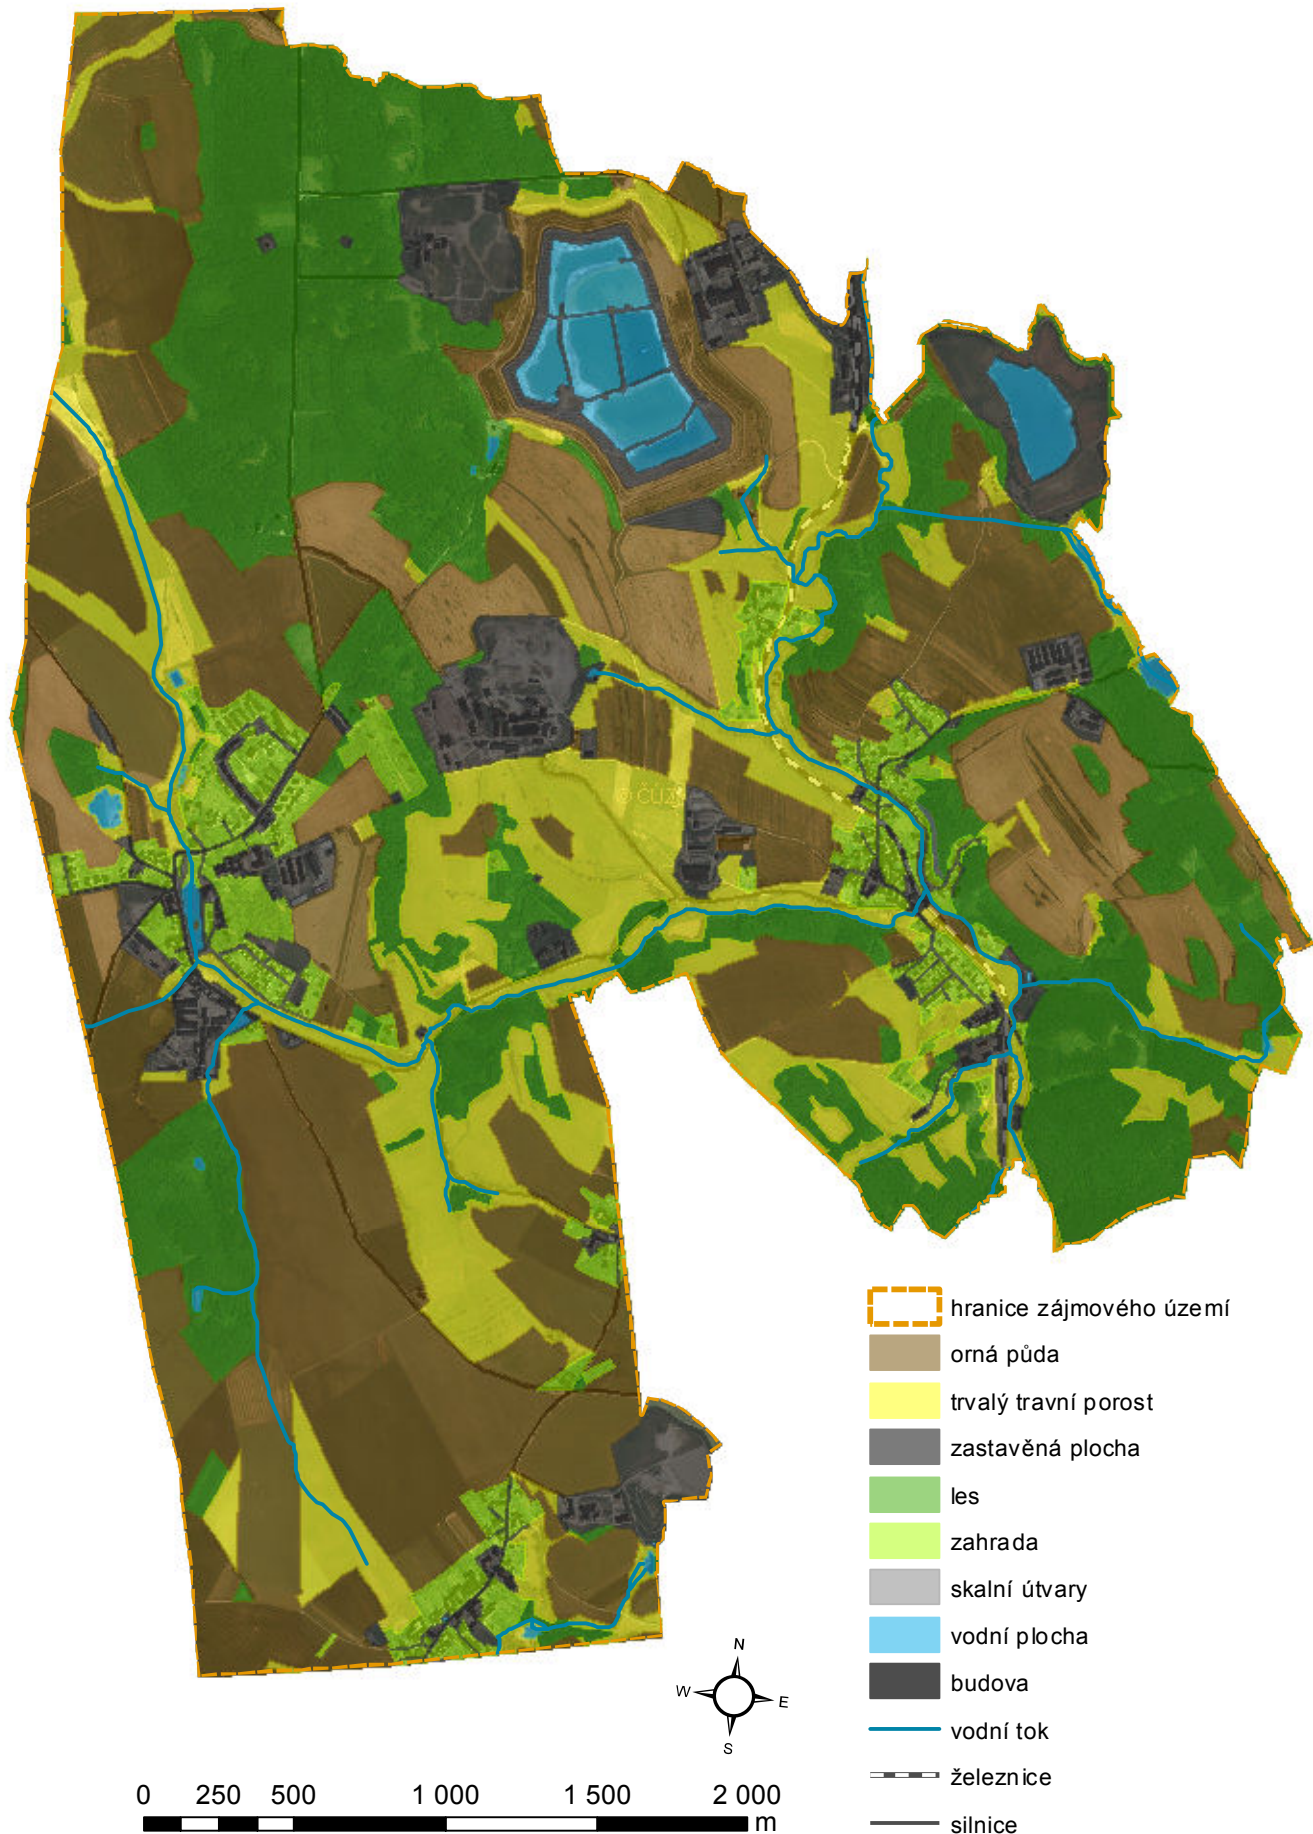 © ČÚZ
hranice zájmového území
orná půda
trvalý travní porost
zastavěná plocha
les
zahrada
skalní útvary
vodní plocha
budova
vodní tok
železnice
silnice
N
W E
S
0 250 500 1 000 1 500 2 000
m